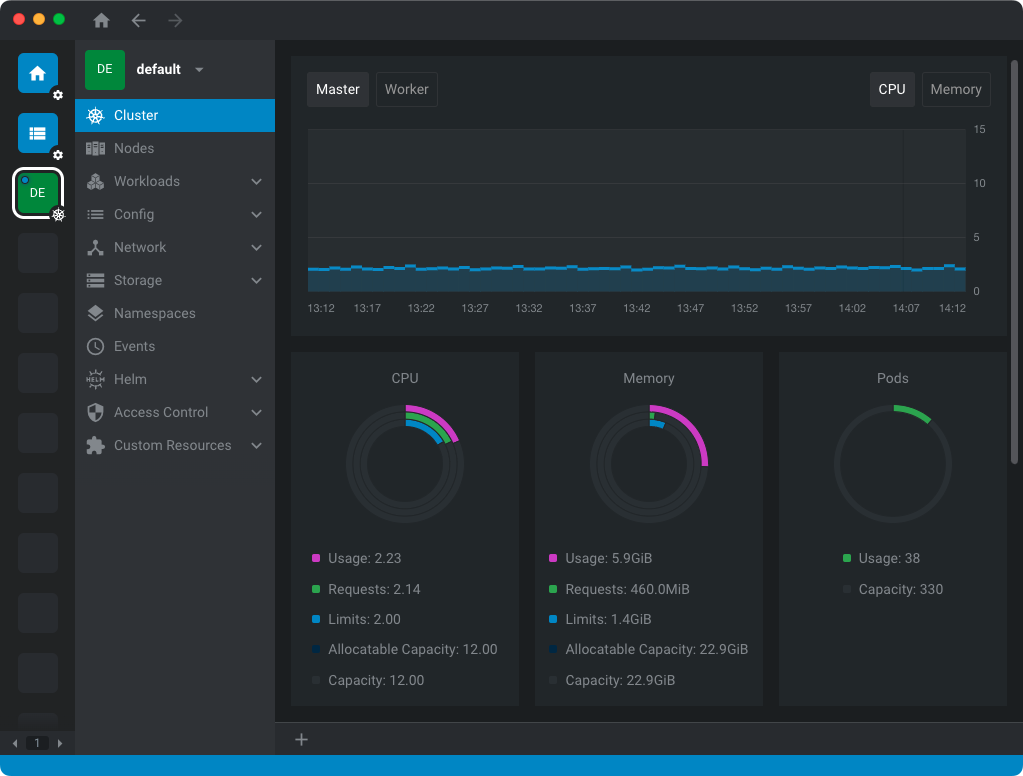 DE
default
DE
Cluster
Nodes
Workloads
Config
Network
Storage
Namespaces
Events
HELM
Helm
Access Control
Custom Resources
1
Master
Worker
CPU
Memory
15
10
5
0
13:12 13:17 13:22 13:27 13:32 13:37 13:42 13:47 13:52 13:57 14:02 14:07 14:12
CPU
Usage: 2.23
Requests: 2.14
Limits: 2.00
Allocatable Capacity: 12.00
Capacity: 12.00
Memory
Usage: 5.9GiB
Requests: 460.0MiB
Limits: 1.4GiB
Allocatable Capacity: 22.9GiB
Capacity: 22.9GiB
Pods
Usage: 38
Capacity: 330